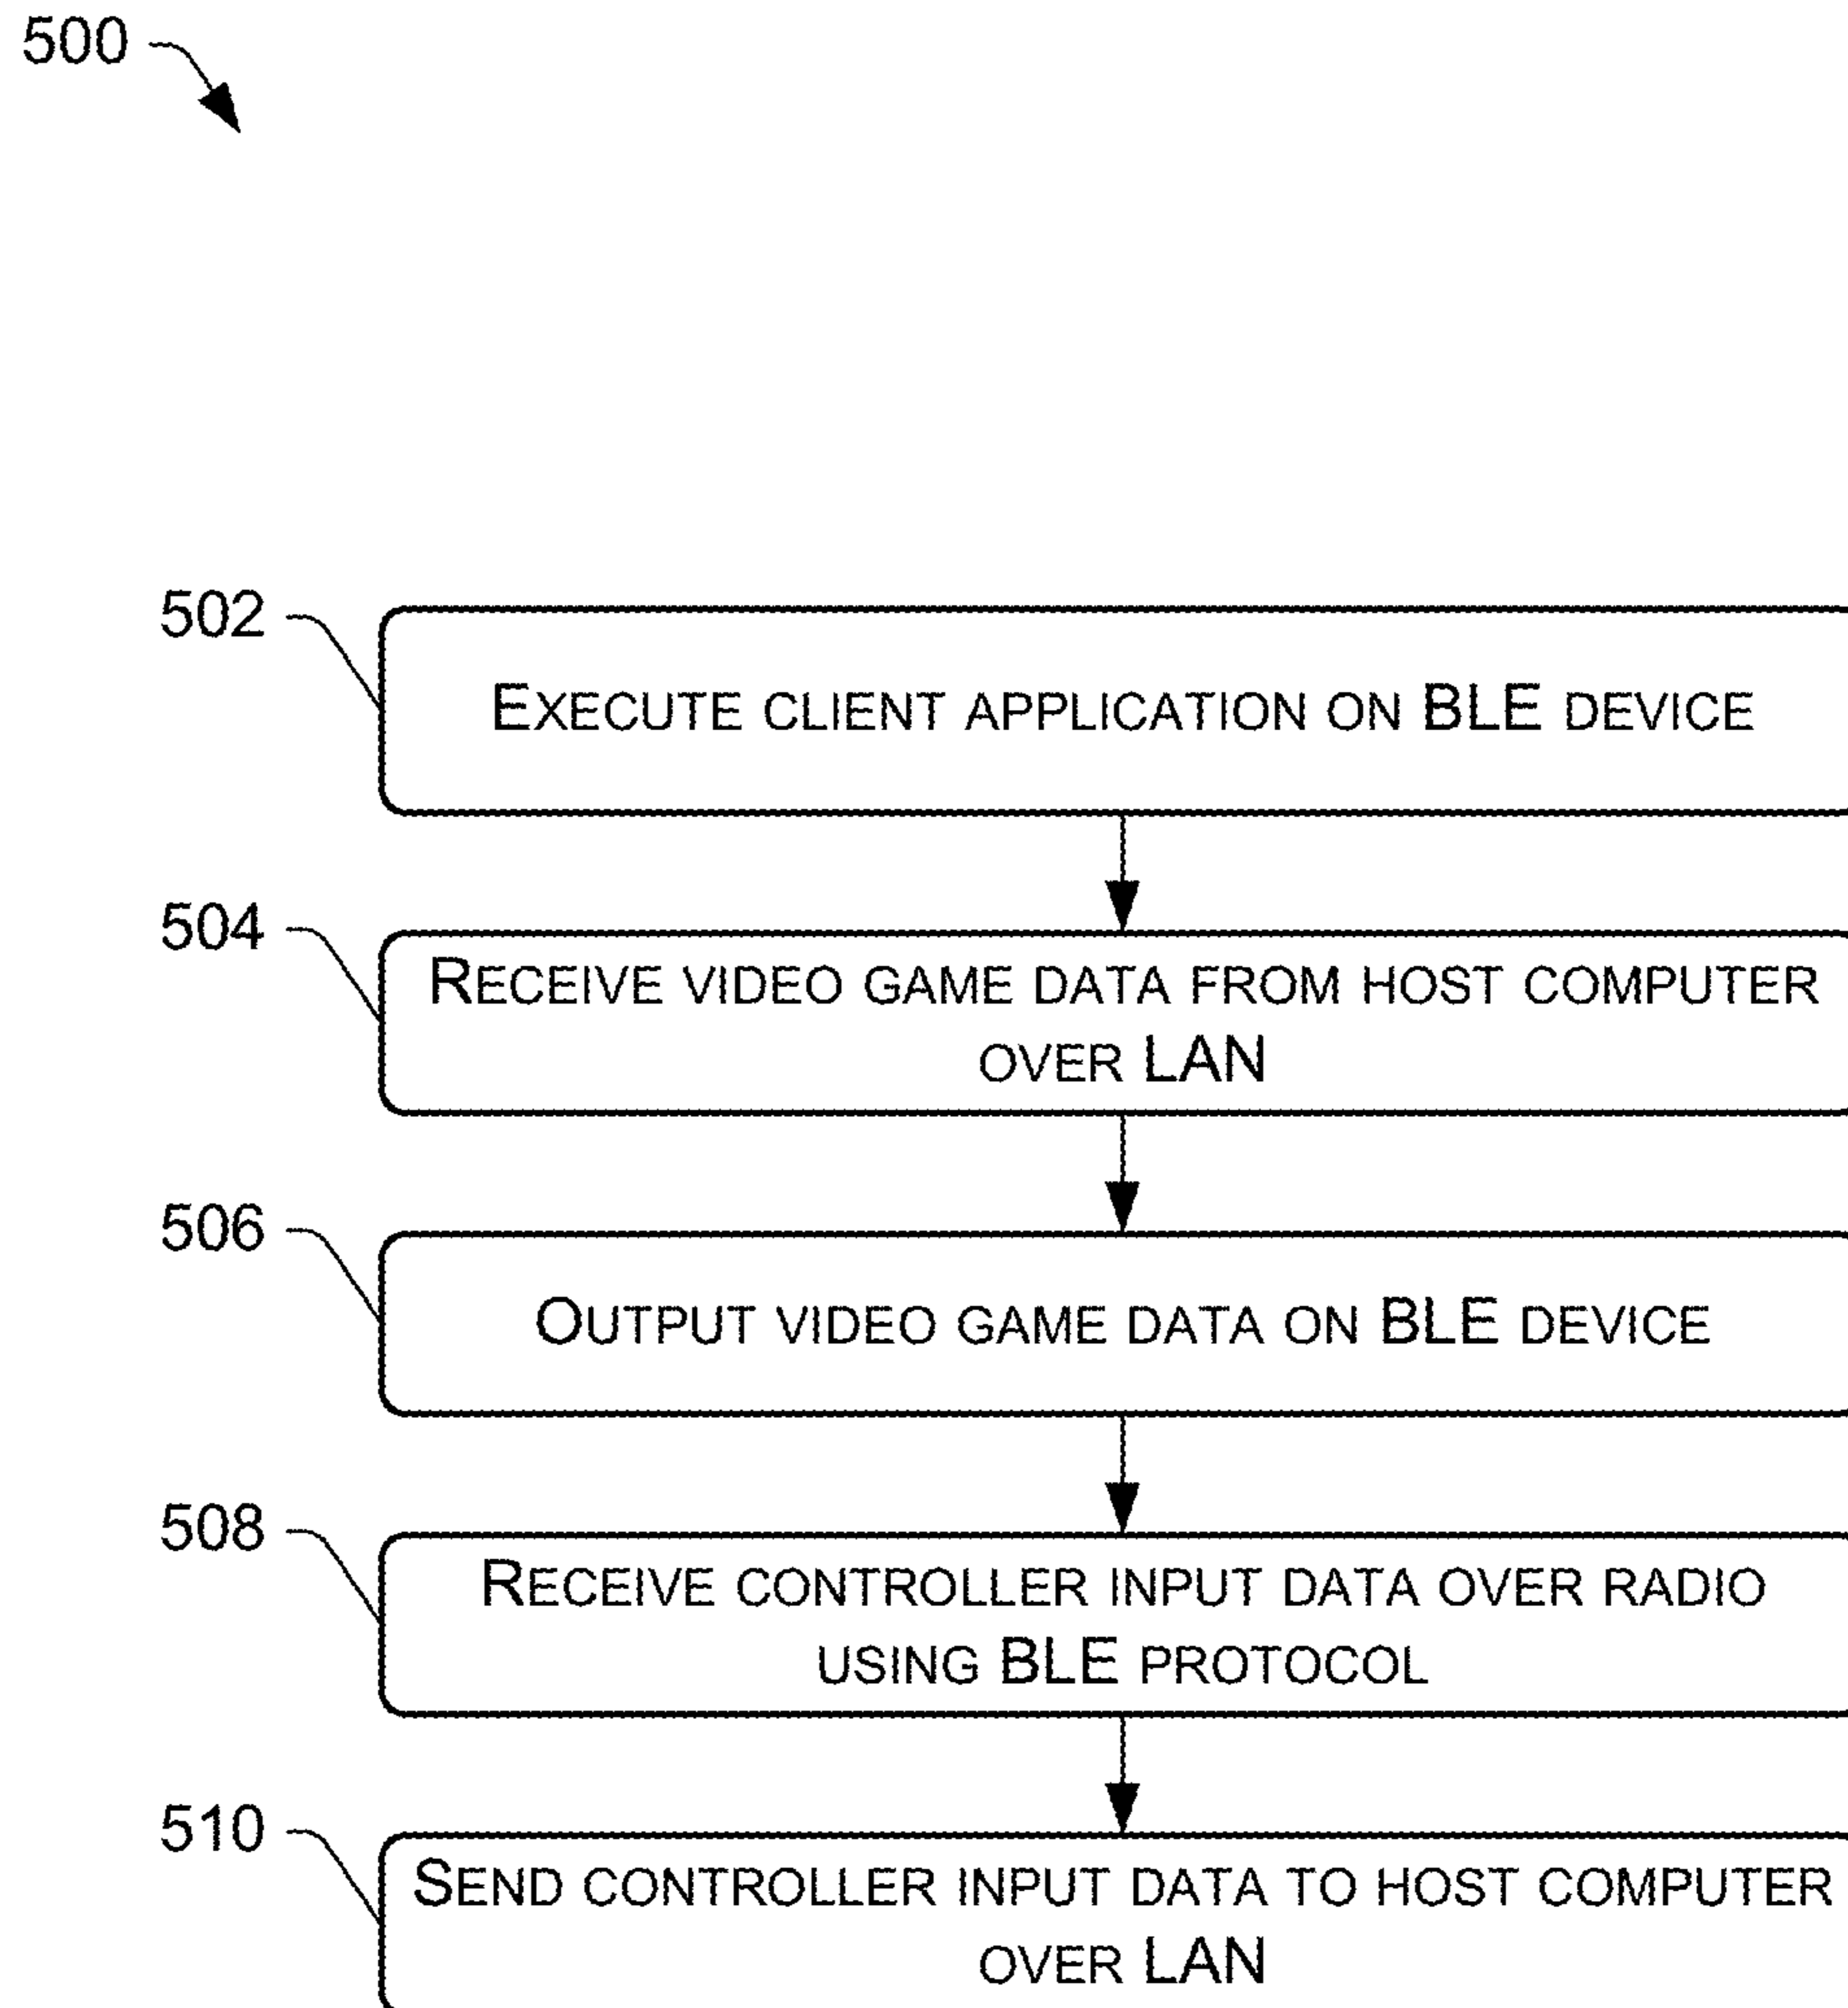 500
502
EXECUTE CLIENT APPLICATION ON BLE DEVICE
504
RECEIVE VIDEO GAME DATA FROM HOST COMPUTER
OVER LAN
506
OUTPUT VIDEO GAME DATA ON BLE DEVICE
508
RECEIVE CONTROLLER INPUT DATA OVER RADIO
USING BLE PROTOCOL
510
SEND CONTROLLER INPUT DATA TO HOST COMPUTER
OVER LAN